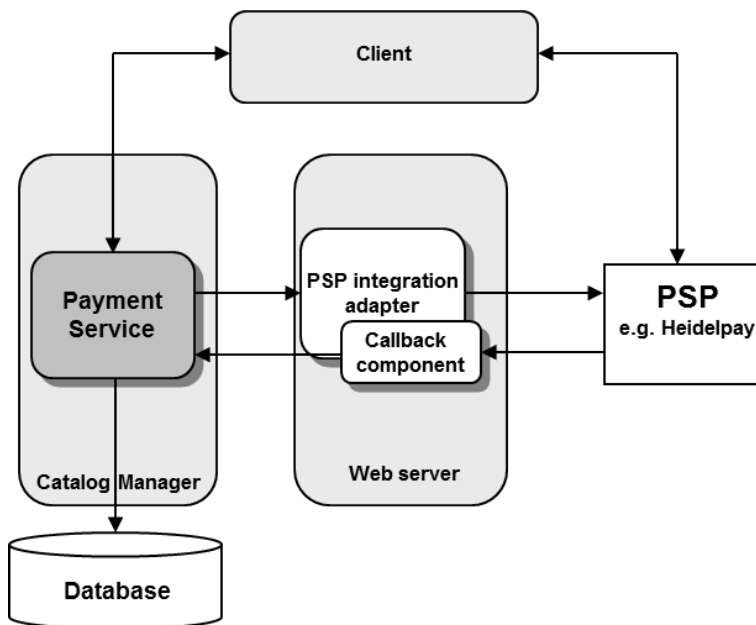 Client
Payment
Service
PSP integration
adapter
Callback
component
PSP
e.g. Heidelpay
Catalog Manager
Web server
Database